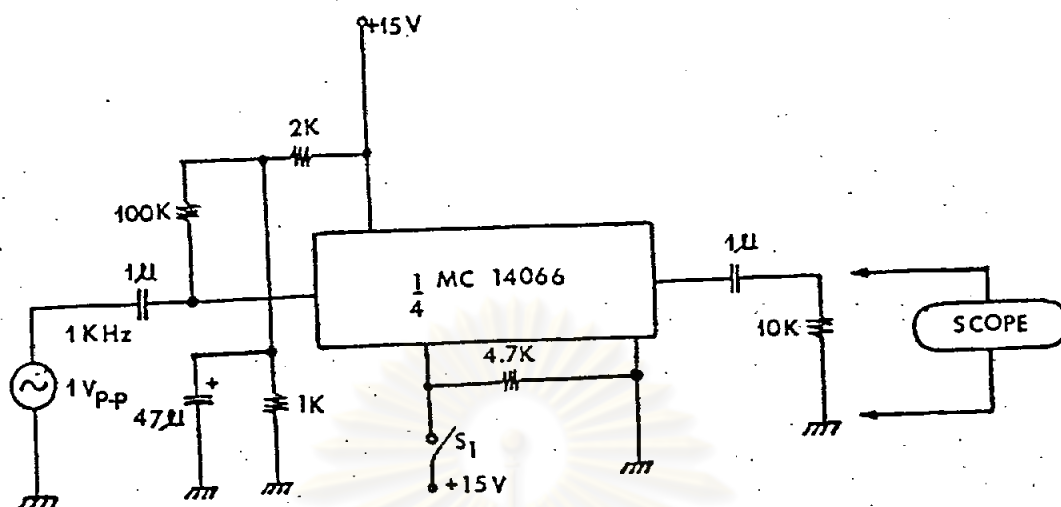 +15V
2K
100K
1µ
1KHz
1Vp-p
47µ
+
1K
1/4 MC 14066
4.7K
S1
+15V
1µ
10K
SCOPE